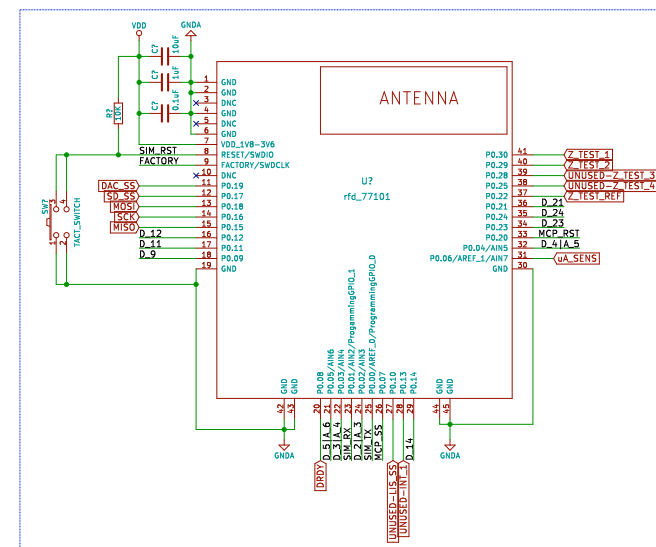 VDD
GNDA
C?
10uF
C?
1uF
C?
0.1uF
R?
10K
SIM_RST
FACTORY
DAC_SS
SD_SS
MOSI
SCK
MISO
D_12
D_11
D_9
SW?
TACT_SWITCH
3
4
1
2
1 GND
2 GND
3 DNC
4 GND
5 DNC
6 GND
7 VDD_1V8-3V6
8 RESET/SWDIO
9 FACTORY/SWDCLK
10 DNC
11 P0.19
12 P0.17
13 P0.18
14 P0.16
15 P0.15
16 P0.12
17 P0.11
18 P0.09
19 GND
ANTENNA
U?
rfd_77101
P0.30 41 Z_TEST_1
P0.29 40 Z_TEST_2
P0.28 39 UNUSED-Z_TEST_3
P0.25 38 UNUSED-Z_TEST_4
P0.22 37 Z_TEST_REF
P0.21 36 D_21
P0.24 35 D_24
P0.23 34 D_23
P0.20 33 MCP_RST
P0.04/AIN5 32 D_4|A_5
P0.06/AREF_1/AIN7 31 uA_SENS
GND 30
GND 42
GND 43
P0.08 20 DRDY
P0.05/AIN6 21 D_5|A_6
P0.03/AIN4 22 D_3|A_4
P0.01/AIN2/ProgammingGPIO_1 23 SIM_RX
P0.02/AIN3 24 D_2|A_3
P0.00/AREF_0/ProgrammingGPIO_0 25 SIM_TX
P0.07 26 MCP_SS
P0.10 27 UNUSED-LIS_SS
P0.13 28 UNUSED-INT_1
P0.14 29 D_14
GND 44
GND 45
GNDA
GNDA